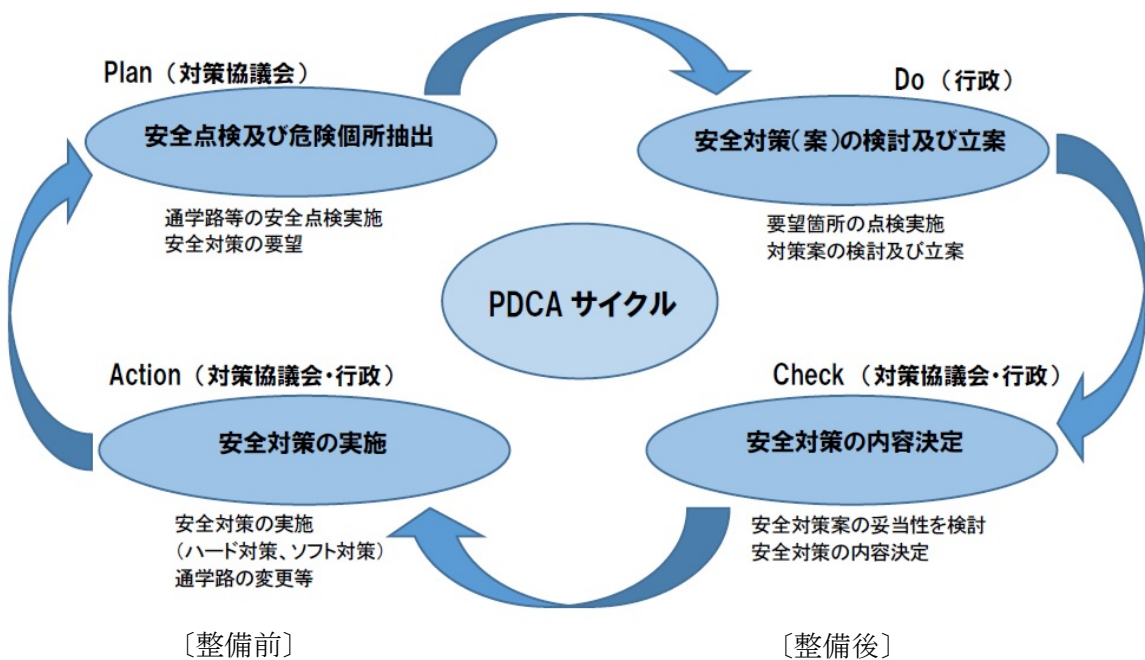 Plan（対策協議会）
安全点検及び危険個所抽出
通学路等の安全点検実施
安全対策の要望
Do（行政）
安全対策（案）の検討及び立案
要望箇所の点検実施
対策案の検討及び立案
PDCA サイクル
Action（対策協議会・行政）
安全対策の実施
安全対策の実施
（ハード対策、ソフト対策）
通学路の変更等
Check（対策協議会・行政）
安全対策の内容決定
安全対策案の妥当性を検討
安全対策の内容決定
〔整備前〕
〔整備後〕